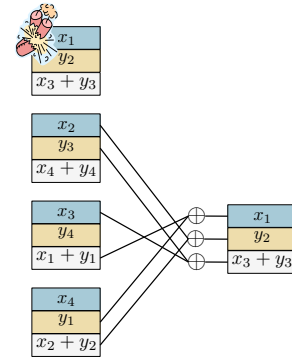 x₁
y₂
x₃ + y₃
x₂
y₃
x₄ + y₄
x₃
y₄
x₁ + y₁
x₄
y₁
x₂ + y₂
x₁
y₂
x₃ + y₃